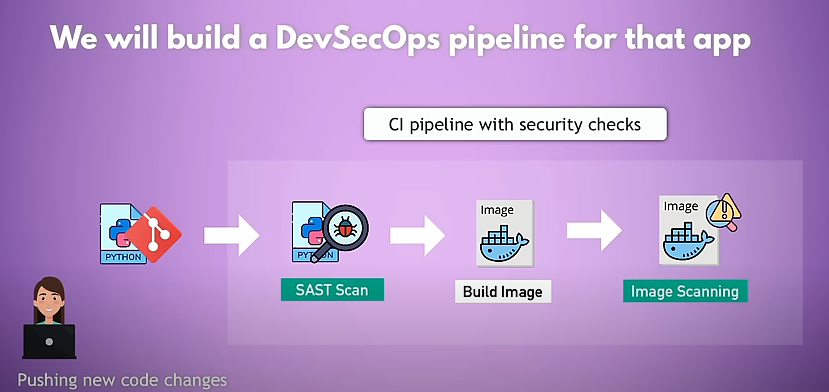 We will build a DevSecOps pipeline for that app
CI pipeline with security checks
PYTHON
PYTHON
Image
Image
SAST Scan
Build Image
Image Scanning
Pushing new code changes